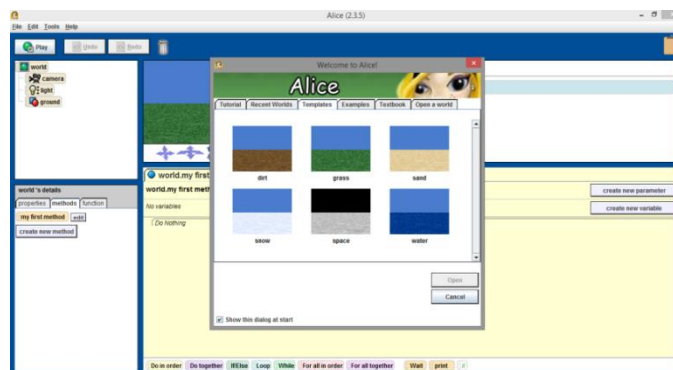 Alice (2.3.5)
File Edit Tools Help
Play Undo Redo
world
camera
light
ground
Welcome to Alice!
Alice
Tutorial Recent Worlds Templates Examples Textbook Open a world
dirt grass sand
snow space water
Open
Cancel
Show this dialog at start
world's details
properties methods function
my first method edit
create new method
world.my first
world.my first met
No variables
(Do Nothing
create new parameter
create new variable
Do in order Do together If/Else Loop While For all in order For all together Wait print //